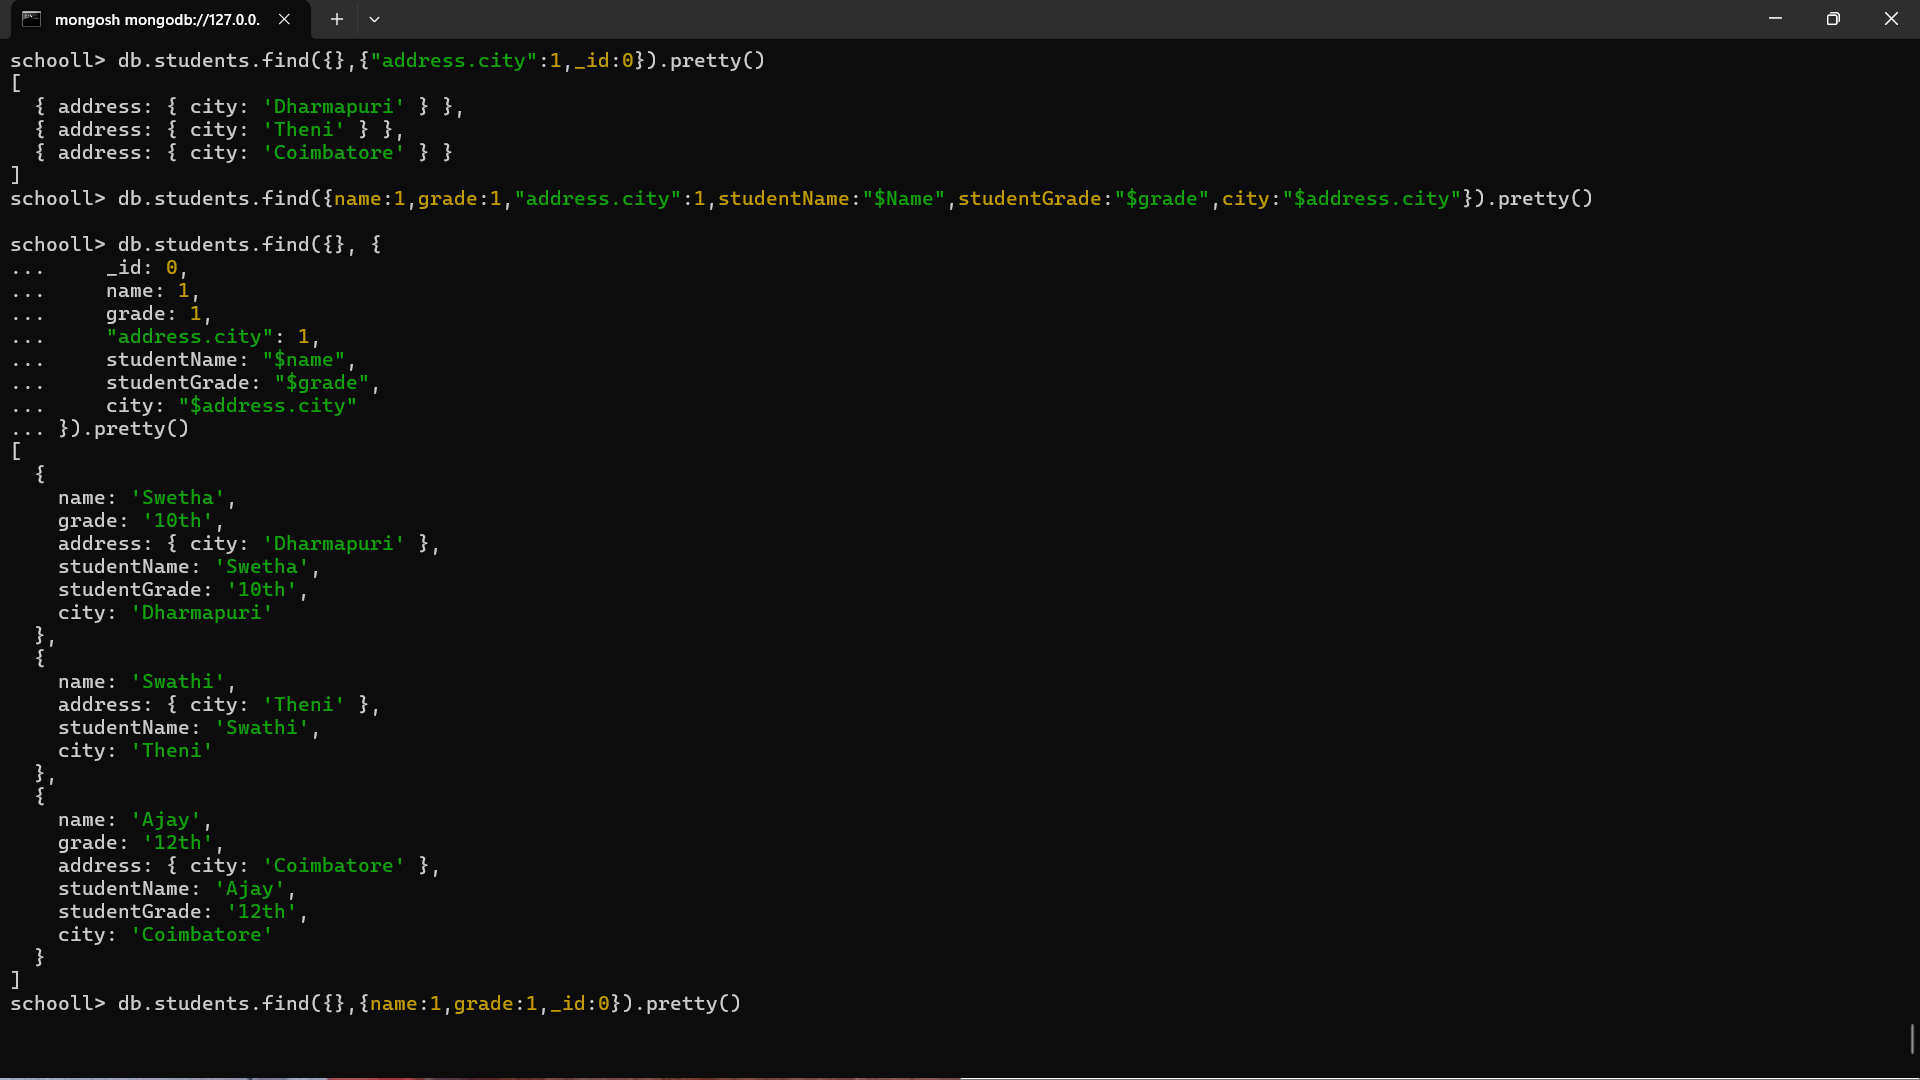 mongosh mongodb://127.0.0.
schooll> db.students.find({},{"address.city":1,_id:0}).pretty()
[
  { address: { city: 'Dharmapuri' } },
  { address: { city: 'Theni' } },
  { address: { city: 'Coimbatore' } }
]
schooll> db.students.find({name:1,grade:1,"address.city":1,studentName:"$Name",studentGrade:"$grade",city:"$address.city"}).pretty()

schooll> db.students.find({}, {
...     _id: 0,
...     name: 1,
...     grade: 1,
...     "address.city": 1,
...     studentName: "$name",
...     studentGrade: "$grade",
...     city: "$address.city"
... }).pretty()
[
  {
    name: 'Swetha',
    grade: '10th',
    address: { city: 'Dharmapuri' },
    studentName: 'Swetha',
    studentGrade: '10th',
    city: 'Dharmapuri'
  },
  {
    name: 'Swathi',
    address: { city: 'Theni' },
    studentName: 'Swathi',
    city: 'Theni'
  },
  {
    name: 'Ajay',
    grade: '12th',
    address: { city: 'Coimbatore' },
    studentName: 'Ajay',
    studentGrade: '12th',
    city: 'Coimbatore'
  }
]
schooll> db.students.find({},{name:1,grade:1,_id:0}).pretty()